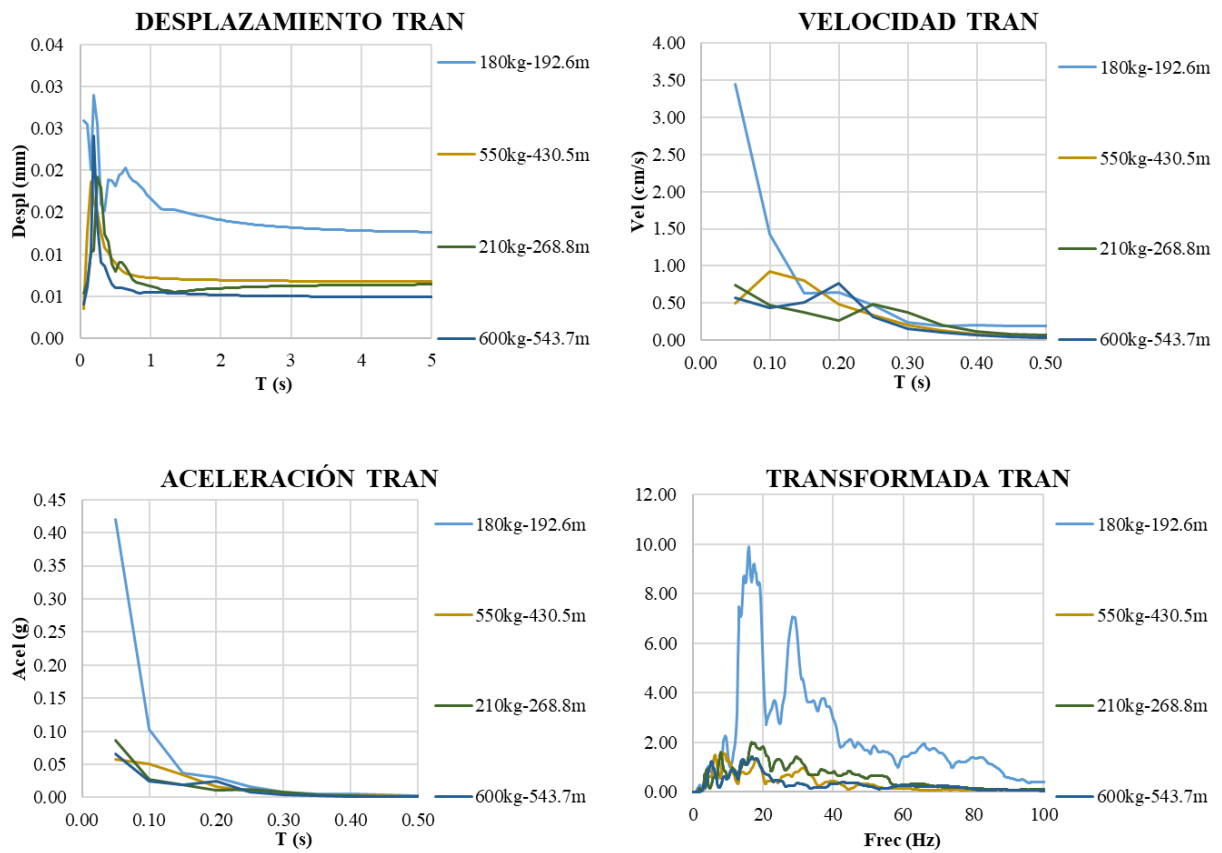 DESPLAZAMIENTO TRAN
0.04
0.03
0.03
0.02
0.02
0.01
0.01
0.00
Despl (mm)
0
1
2
3
4
5
T (s)
180kg-192.6m
550kg-430.5m
210kg-268.8m
600kg-543.7m
VELOCIDAD TRAN
4.00
3.50
3.00
2.50
2.00
1.50
1.00
0.50
0.00
Vel (cm/s)
0.00
0.10
0.20
0.30
0.40
0.50
T (s)
180kg-192.6m
550kg-430.5m
210kg-268.8m
600kg-543.7m
ACELERACIÓN TRAN
0.45
0.40
0.35
0.30
0.25
0.20
0.15
0.10
0.05
0.00
Acel (g)
0.00
0.10
0.20
0.30
0.40
0.50
T (s)
180kg-192.6m
550kg-430.5m
210kg-268.8m
600kg-543.7m
TRANSFORMADA TRAN
12.00
10.00
8.00
6.00
4.00
2.00
0.00
0
20
40
60
80
100
Frec (Hz)
180kg-192.6m
550kg-430.5m
210kg-268.8m
600kg-543.7m